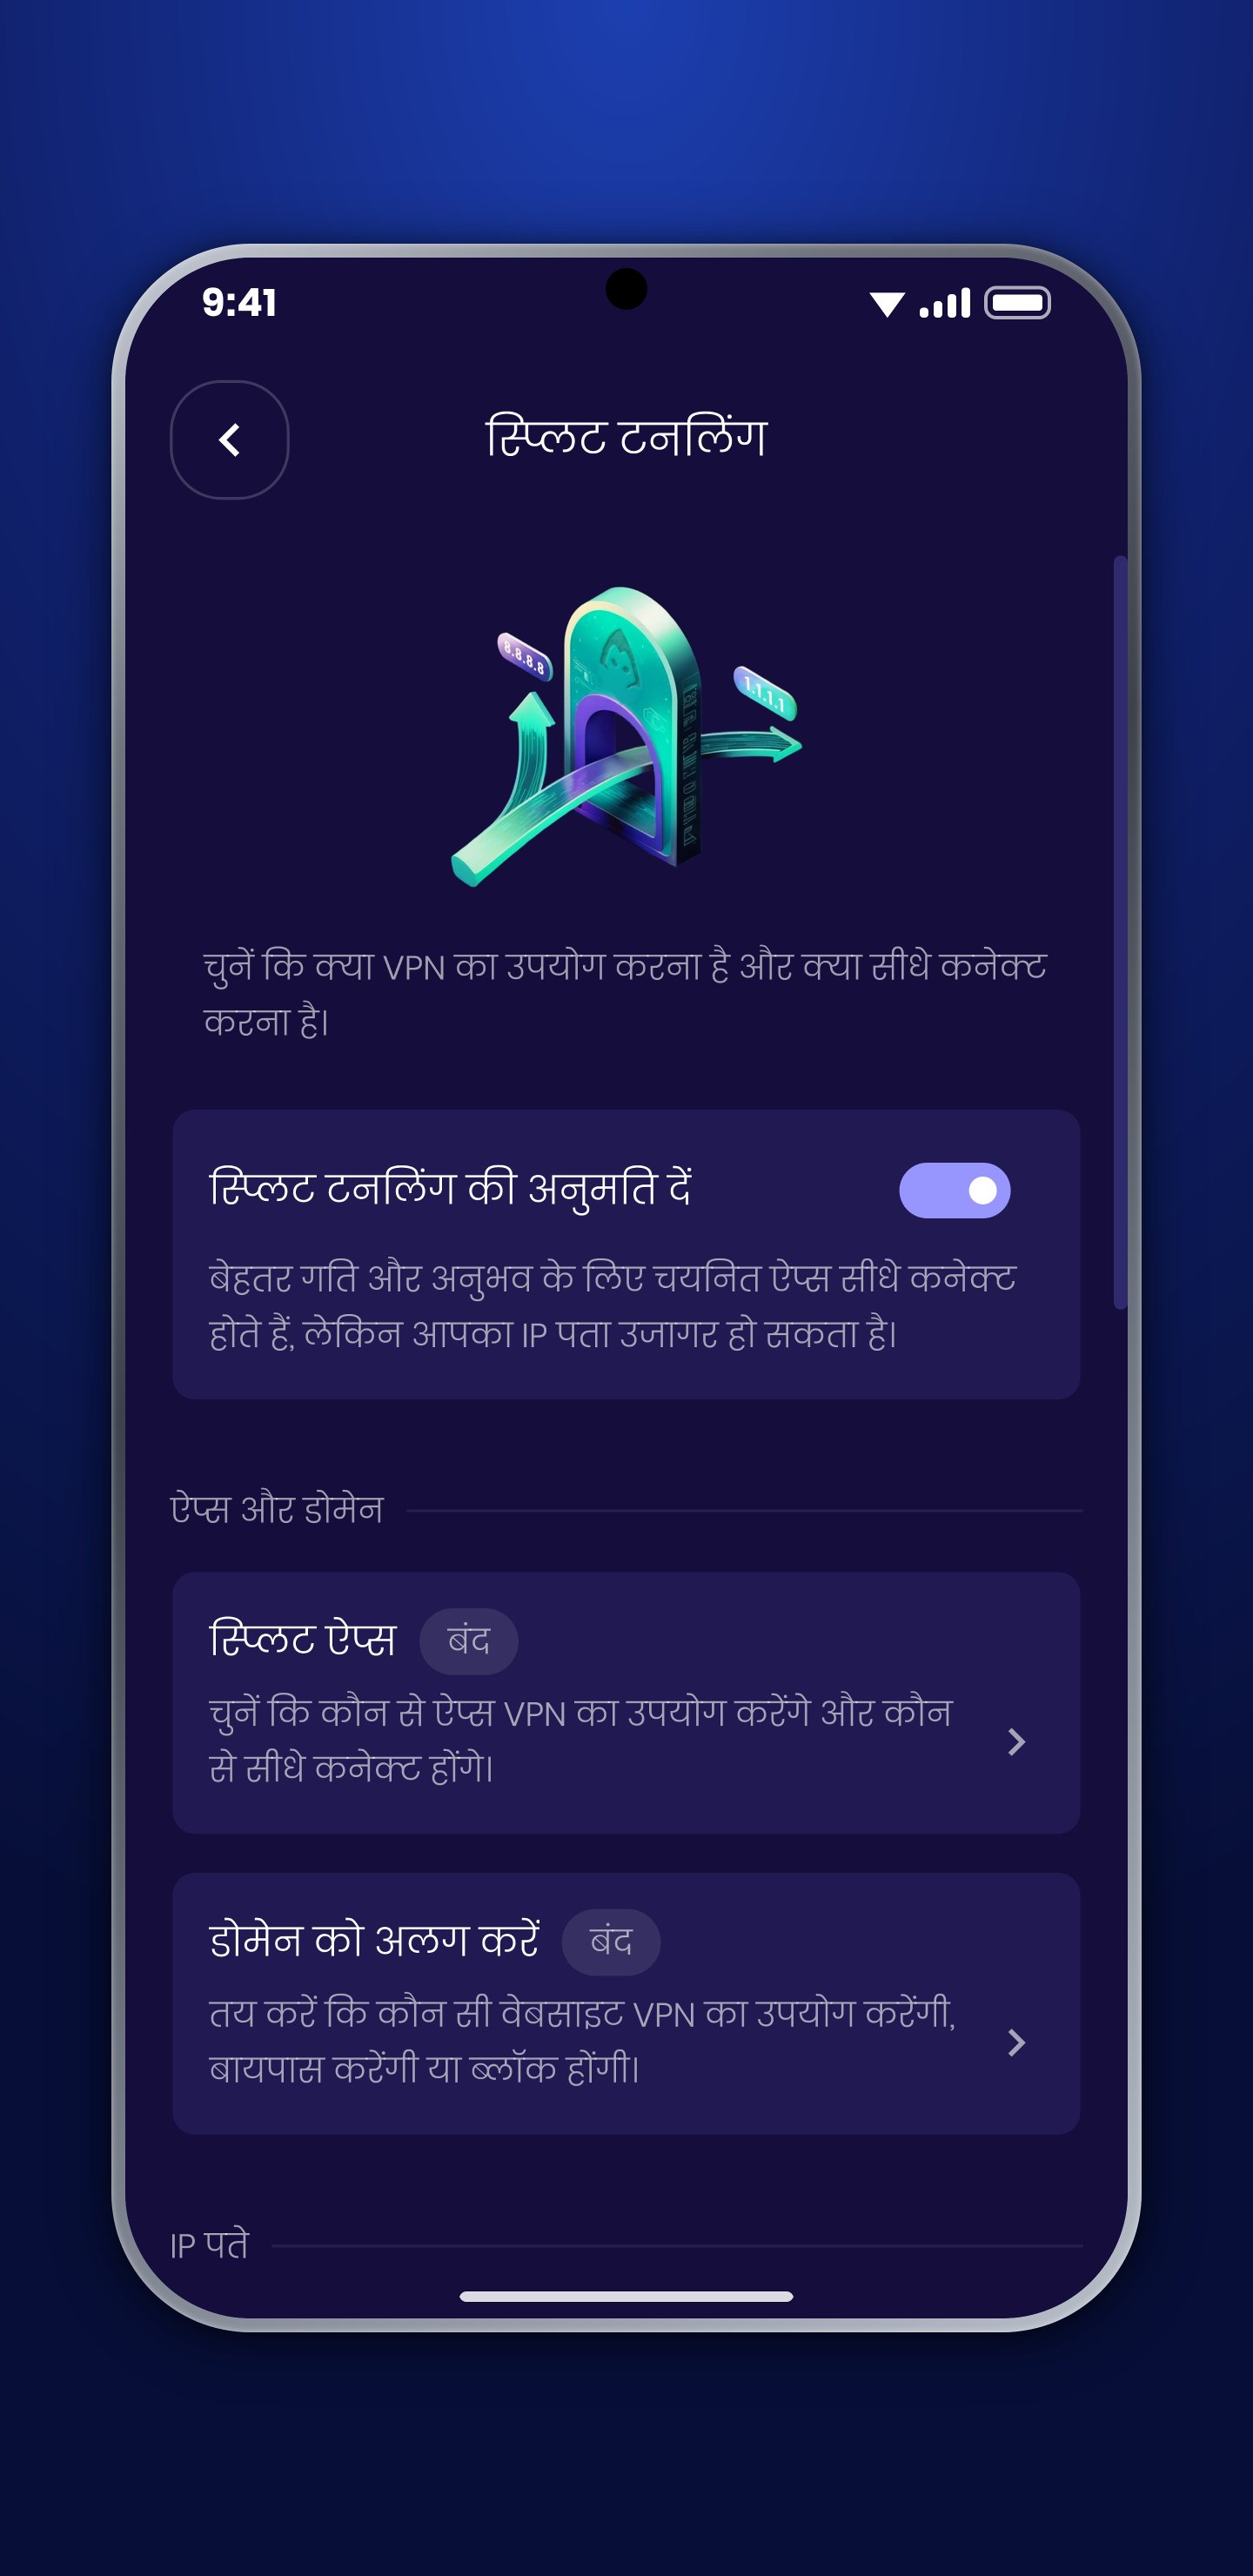 9:41
स्प्लिट टनलिंग
8.8.8.8
1.1.1.1
चुनें कि क्या VPN का उपयोग करना है और क्या सीधे कनेक्ट
करना है।
स्प्लिट टनलिंग की अनुमति दें
बेहतर गति और अनुभव के लिए चयनित ऐप्स सीधे कनेक्ट
होते हैं, लेकिन आपका IP पता उजागर हो सकता है।
ऐप्स और डोमेन
स्प्लिट ऐप्स बंद
चुनें कि कौन से ऐप्स VPN का उपयोग करेंगे और कौन
से सीधे कनेक्ट होंगे।
डोमेन को अलग करें बंद
तय करें कि कौन सी वेबसाइट VPN का उपयोग करेंगी,
बायपास करेंगी या ब्लॉक होंगी।
IP पते